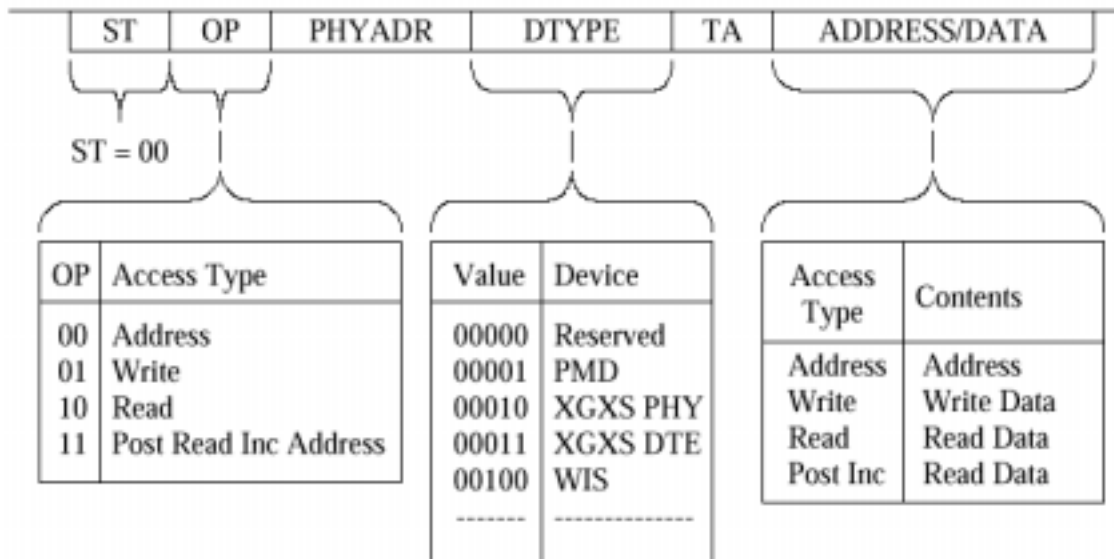 ST OP PHYADR DTYPE TA ADDRESS/DATA
ST = 00
OP Access Type
00 Address
01 Write
10 Read
11 Post Read Inc Address
Value Device
00000 Reserved
00001 PMD
00010 XGXS PHY
00011 XGXS DTE
00100 WIS
------- --------------
Access Type Contents
Address Address
Write Write Data
Read Read Data
Post Inc Read Data